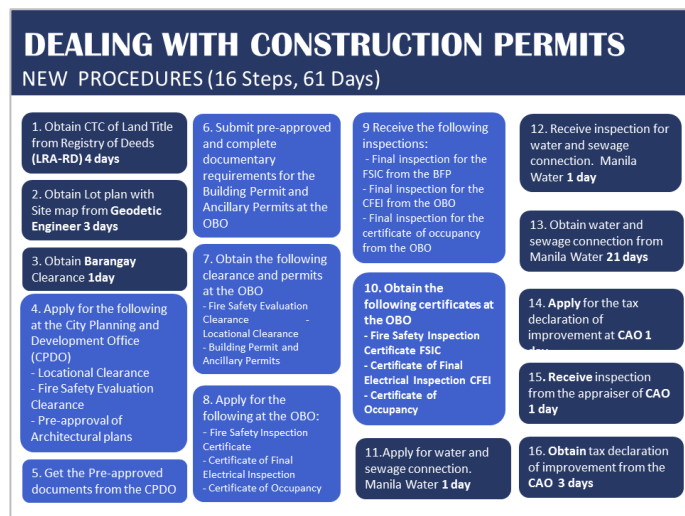 DEALING WITH CONSTRUCTION PERMITS
NEW PROCEDURES (16 Steps, 61 Days)
1. Obtain CTC of Land Title
from Registry of Deeds
(LRA-RD) 4 days
2. Obtain Lot plan with
Site map from Geodetic
Engineer 3 days
3. Obtain Barangay
Clearance 1day
4. Apply for the following
at the City Planning and
Development Office
(CPDO)
- Locational Clearance
- Fire Safety Evaluation
Clearance
- Pre-approval of
Architectural plans
5. Get the Pre-approved
documents from the CPDO
6. Submit pre-approved
and complete
documentary
requirements for the
Building Permit and
Ancillary Permits at the
OBO
7. Obtain the following
clearance and permits
at the OBO
- Fire Safety Evaluation
Clearance -
- Locational Clearance
- Building Permit and
Ancillary Permits
8. Apply for the
following at the OBO:
- Fire Safety Inspection
Certificate
- Certificate of Final
Electrical Inspection
- Certificate of Occupancy
9 Receive the following
inspections:
- Final inspection for the
FSIC from the BFP
- Final inspection for the
CFEI from the OBO
- Final inspection for the
certificate of occupancy
from the OBO
10. Obtain the
following certificates at
the OBO
- Fire Safety Inspection
Certificate FSIC
- Certificate of Final
Electrical Inspection CFEI
- Certificate of
Occupancy
11.Apply for water and
sewage connection.
Manila Water 1 day
12. Receive inspection for
water and sewage
connection. Manila
Water 1 day
13. Obtain water and
sewage connection from
Manila Water 21 days
14. Apply for the tax
declaration of
improvement at CAO 1
15. Receive inspection
from the appraiser of CAO
1 day
16. Obtain tax declaration
of improvement from the
CAO 3 days